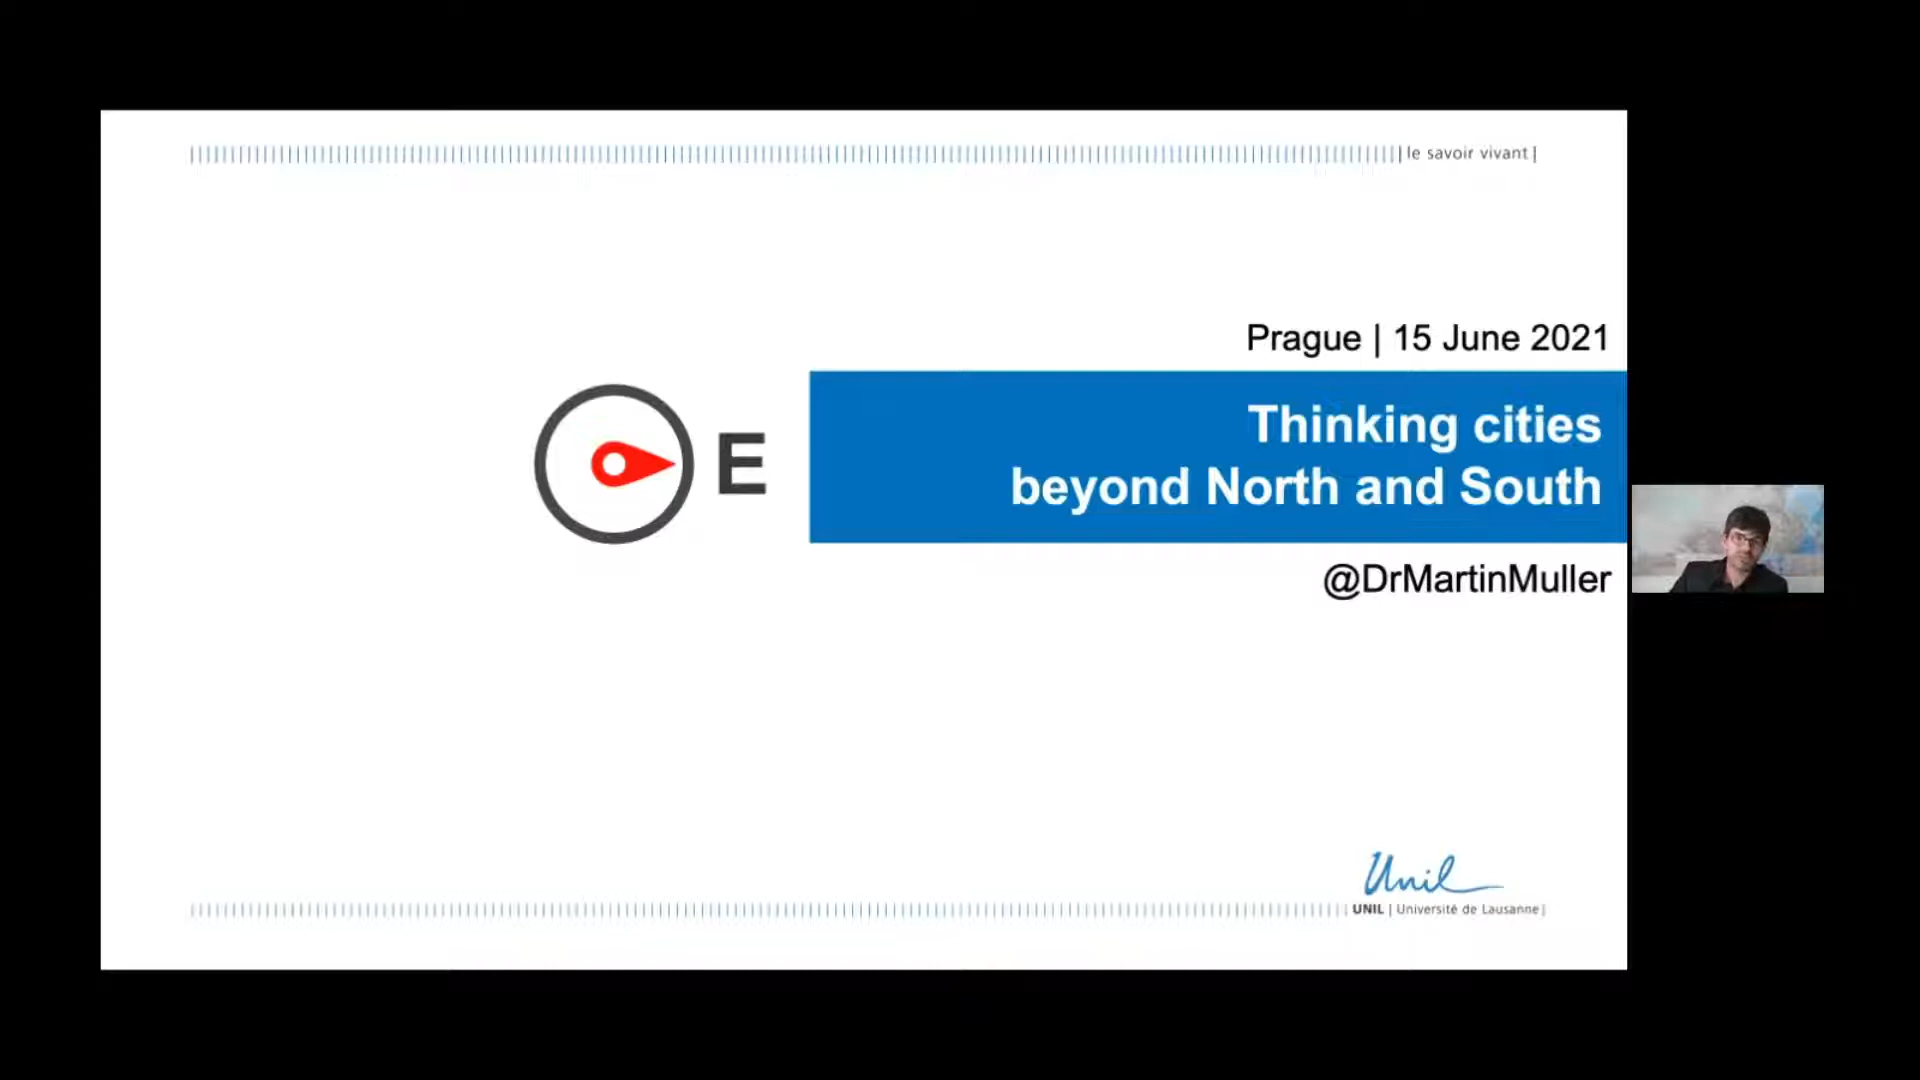 |le savoir vivant|
Prague | 15 June 2021
E
Thinking cities
beyond North and South
@DrMartinMuller
Unil
UNIL | Université de Lausanne|